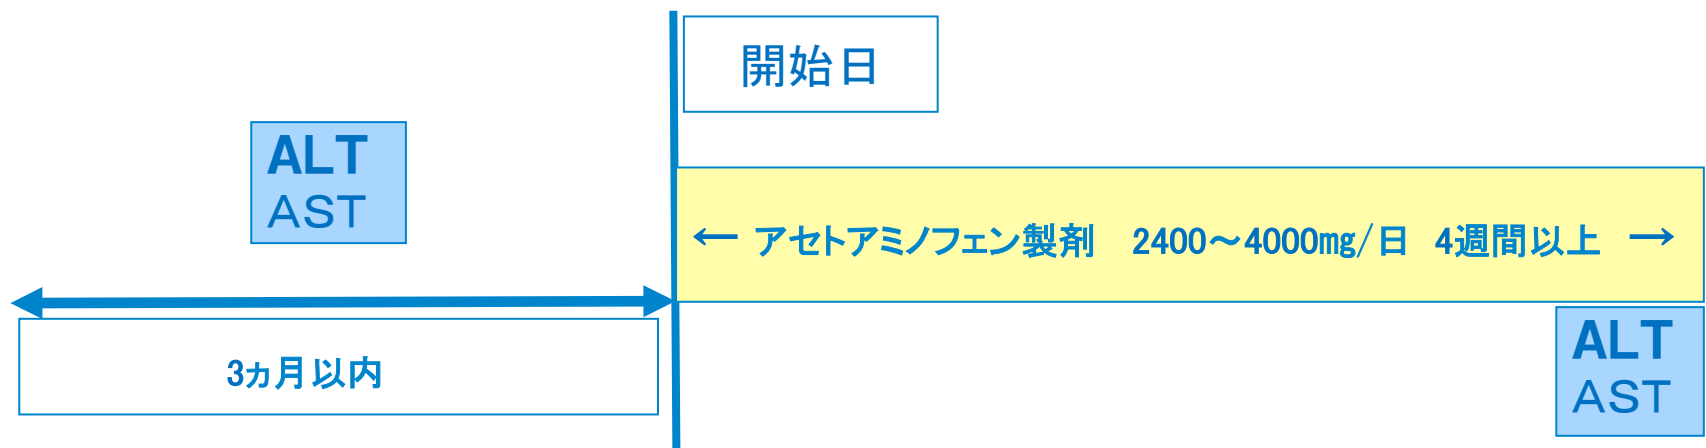 開始日
ALT
AST
← アセトアミノフェン製剤　2400～4000mg/日　4週間以上 →
3ヵ月以内
ALT
AST